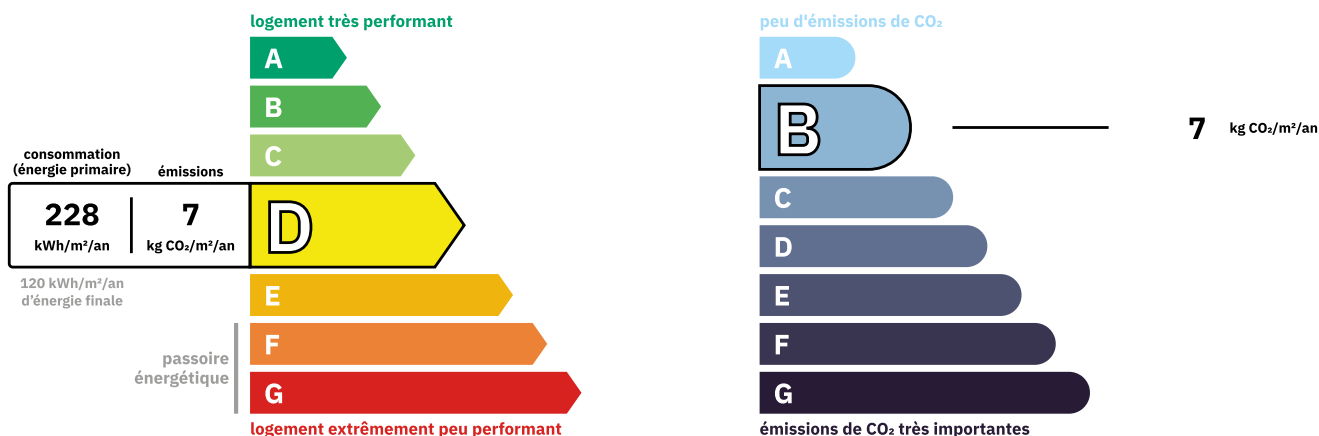 logement très performant
A
B
C
consommation
(énergie primaire)
émissions
228
kWh/m²/an
7
kg CO₂/m²/an
D
120 kWh/m²/an
d'énergie finale
E
passoire
énergétique
F
G
logement extrêmement peu performant
peu d'émissions de CO₂
A
B
7 kg CO₂/m²/an
C
D
E
F
G
émissions de CO₂ très importantes